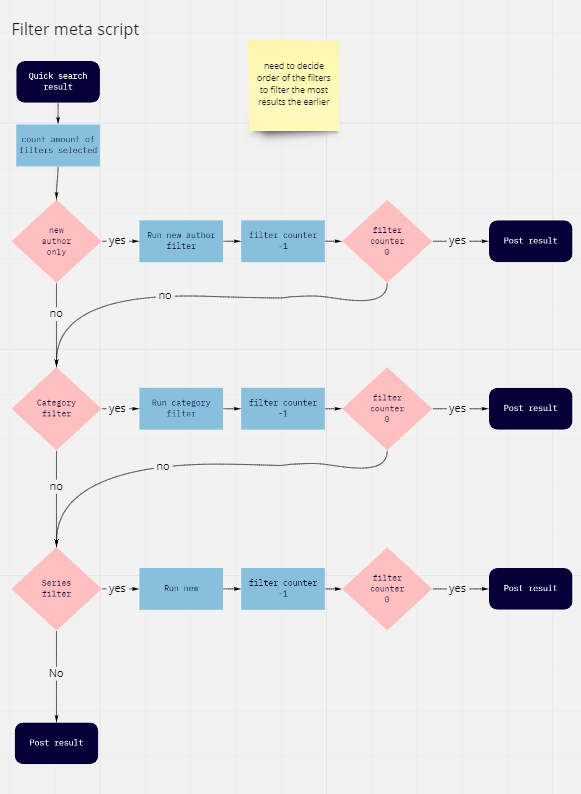 Filter meta script
need to decide
order of the filters
to filter the most
results the earlier
Quick search
result
count amount of
filters selected
new
author
only
yes
Run new author
filter
filter counter
-1
filter
counter
0
yes
Post result
no
no
Category
filter
yes
Run category
filter
filter counter
-1
filter
counter
0
yes
Post result
no
no
Series
filter
yes
Run new
filter counter
-1
filter
counter
0
yes
Post result
No
Post result